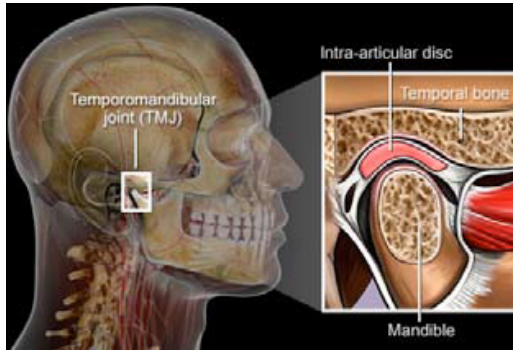 Intra-articular disc
Temporal bone
Temporomandibular
joint (TMJ)
Mandible